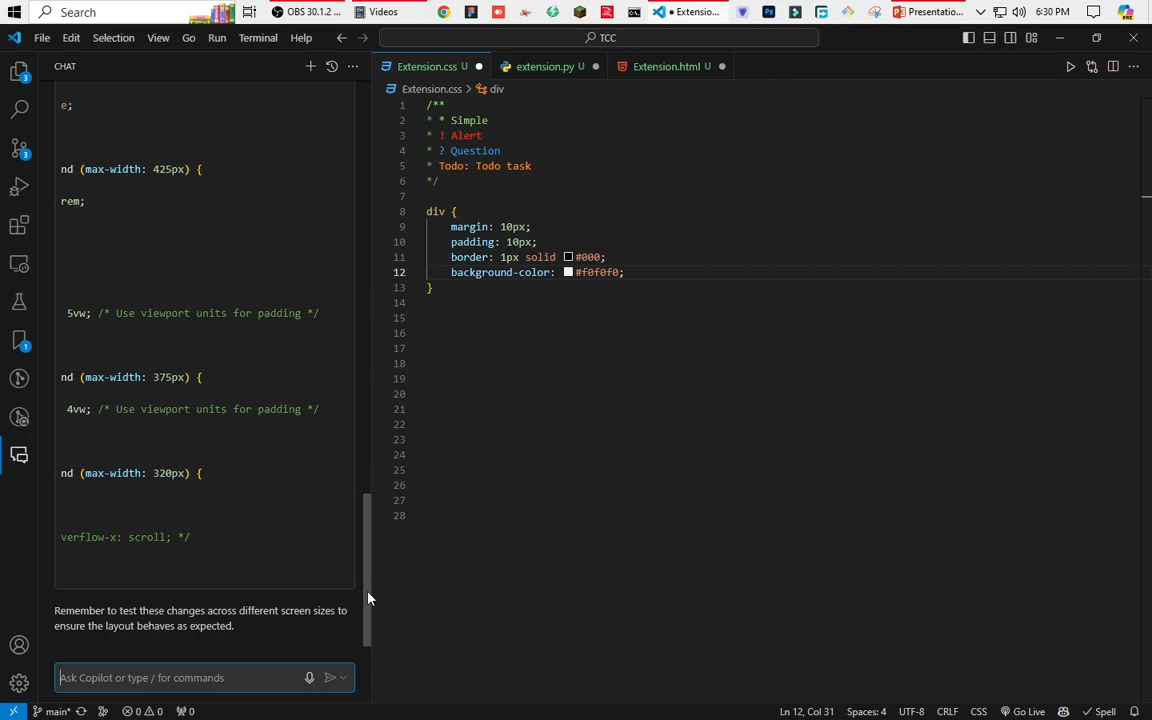 Search
OBS 30.1.2 ...
Videos
Extensio...
Presentatio...
6:30 PM
File
Edit
Selection
View
Go
Run
Terminal
Help
TCC
CHAT
Extension.css U
extension.py U
Extension.html U
Extension.css > div
e;
nd (max-width: 425px) {
rem;
5vw; /* Use viewport units for padding */
nd (max-width: 375px) {
4vw; /* Use viewport units for padding */
nd (max-width: 320px) {
verflow-x: scroll; */
Remember to test these changes across different screen sizes to
ensure the layout behaves as expected.
Ask Copilot or type / for commands
1 /**
2 * * Simple
3 * ! Alert
4 * ? Question
5 * Todo: Todo task
6 */
7
8 div {
9 margin: 10px;
10 padding: 10px;
11 border: 1px solid #000;
12 background-color: #f0f0f0;
13 }
14
15
16
17
18
19
20
21
22
23
24
25
26
27
28
3
3
1
main*
0 0
0
Ln 12, Col 31
Spaces: 4
UTF-8
CRLF
CSS
Go Live
Spell